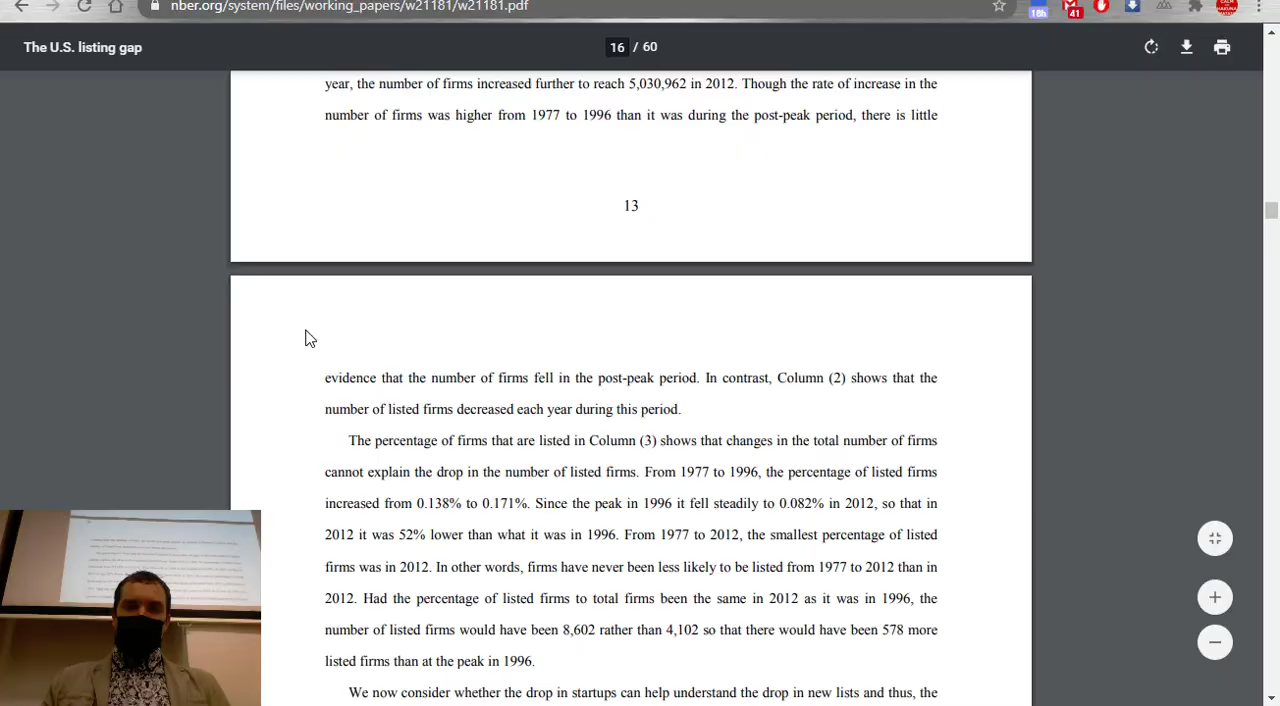 nber.org/system/files/working_papers/w21181/w21181.pdf
18h
41
The U.S. listing gap
16 / 60
year, the number of firms increased further to reach 5,030,962 in 2012. Though the rate of increase in the
number of firms was higher from 1977 to 1996 than it was during the post-peak period, there is little
13
evidence that the number of firms fell in the post-peak period. In contrast, Column (2) shows that the
number of listed firms decreased each year during this period.
The percentage of firms that are listed in Column (3) shows that changes in the total number of firms
cannot explain the drop in the number of listed firms. From 1977 to 1996, the percentage of listed firms
increased from 0.138% to 0.171%. Since the peak in 1996 it fell steadily to 0.082% in 2012, so that in
2012 it was 52% lower than what it was in 1996. From 1977 to 2012, the smallest percentage of listed
firms was in 2012. In other words, firms have never been less likely to be listed from 1977 to 2012 than in
2012. Had the percentage of listed firms to total firms been the same in 2012 as it was in 1996, the
number of listed firms would have been 8,602 rather than 4,102 so that there would have been 578 more
listed firms than at the peak in 1996.
We now consider whether the drop in startups can help understand the drop in new lists and thus, the